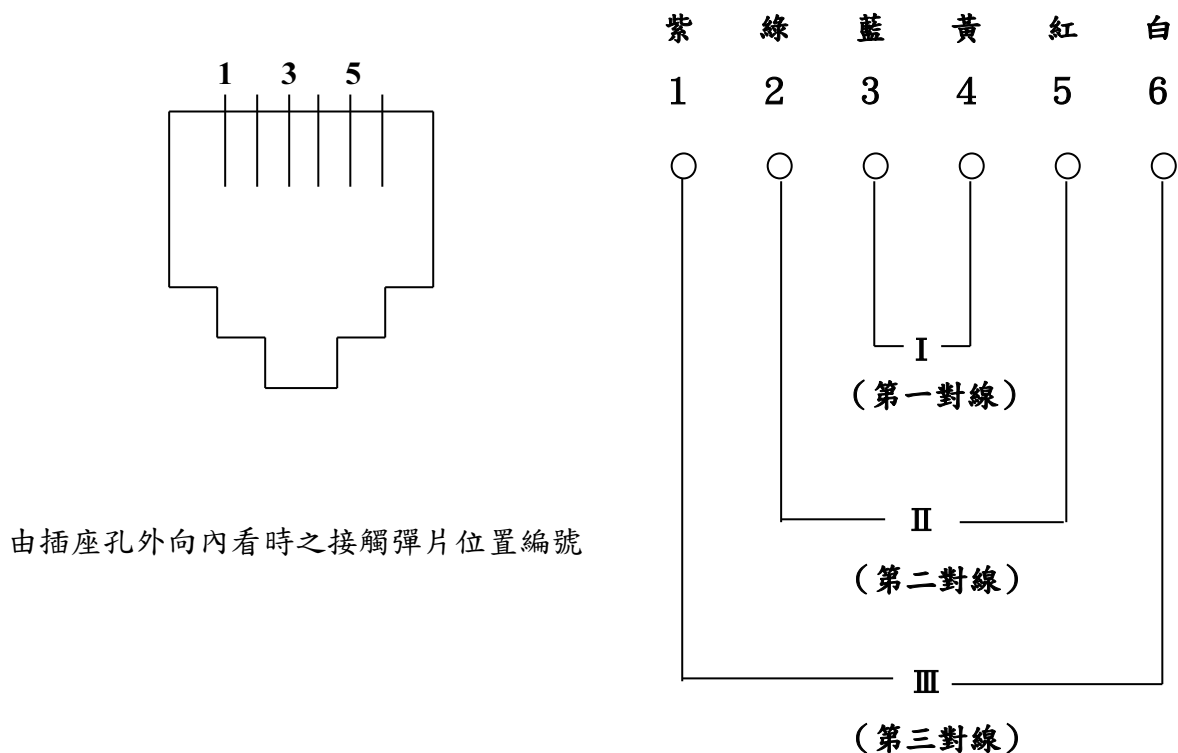 紫 綠 藍 黃 紅 白
1 2 3 4 5 6
1 3 5
I
(第一對線)
II
(第二對線)
III
(第三對線)
由插座孔外向內看時之接觸彈片位置編號